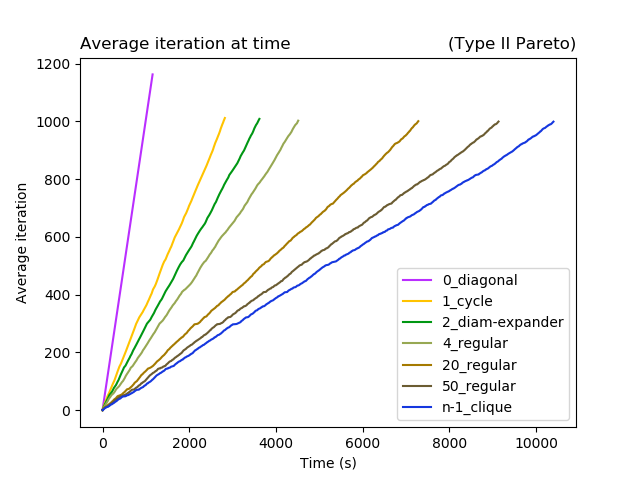 Average iteration at time (Type II Pareto)
1200
1000
800
600
400
200
0
Average iteration
0_diagonal
1_cycle
2_diam-expander
4_regular
20_regular
50_regular
n-1_clique
0 2000 4000 6000 8000 10000
Time (s)